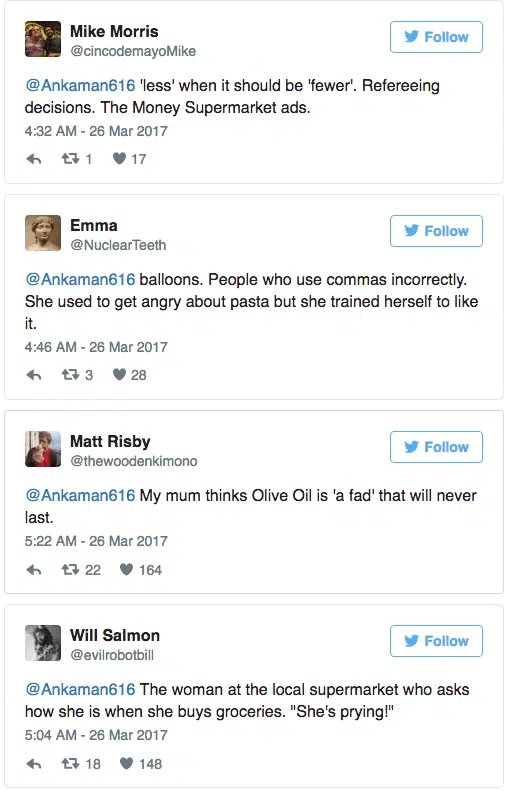 Mike Morris
@cincodemayoMike
Follow
@Ankaman616 'less' when it should be 'fewer'. Refereeing
decisions. The Money Supermarket ads.
4:32 AM - 26 Mar 2017
1 17
Emma
@NuclearTeeth
Follow
@Ankaman616 balloons. People who use commas incorrectly.
She used to get angry about pasta but she trained herself to like
it.
4:46 AM - 26 Mar 2017
3 28
Matt Risby
@thewoodenkimono
Follow
@Ankaman616 My mum thinks Olive Oil is 'a fad' that will never
last.
5:22 AM - 26 Mar 2017
22 164
Will Salmon
@evilrobotbill
Follow
@Ankaman616 The woman at the local supermarket who asks
how she is when she buys groceries. "She's prying!"
5:04 AM - 26 Mar 2017
18 148